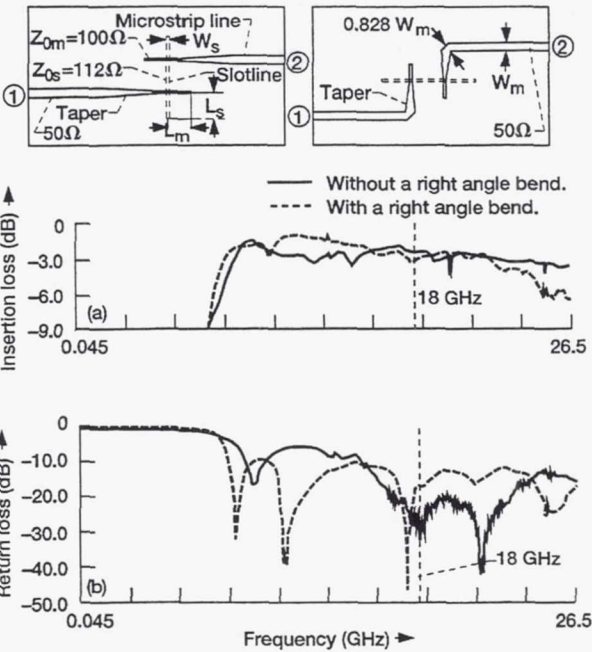 Microstrip line
Z0m=100Ω
Ws
Z0s=112Ω
Slotline
②
①
Taper
50Ω
Lm
Ls
0.828 Wm
②
Wm
Taper
①
50Ω
Without a right angle bend.
With a right angle bend.
Insertion loss (dB)
0
−3.0
−6.0
−9.0
(a)
18 GHz
0.045
26.5
Return loss (dB)
0
−10.0
−20.0
−30.0
−40.0
−50.0
(b)
18 GHz
0.045
26.5
Frequency (GHz)